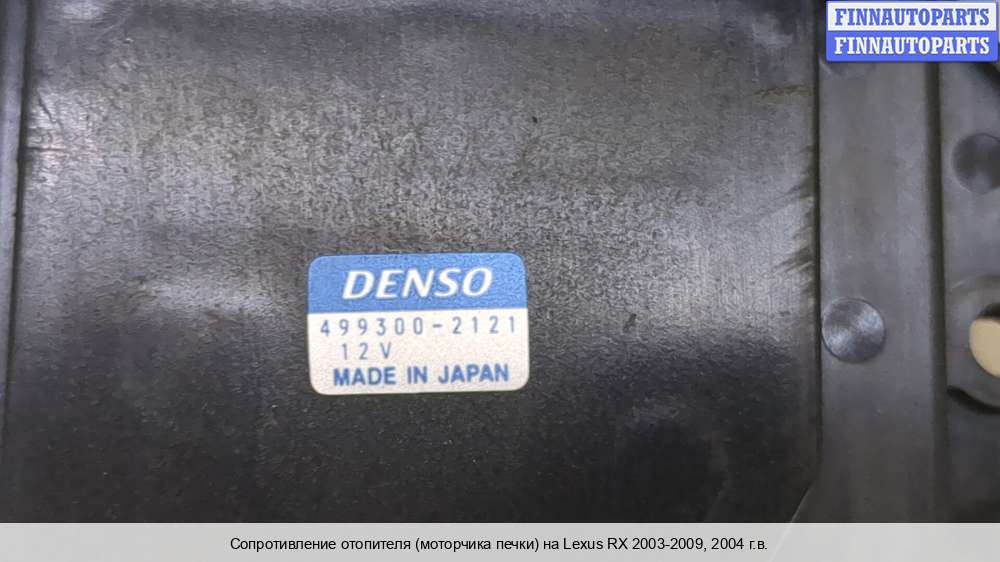 FINNAUTOPARTS
FINNAUTOPARTS
DENSO
499300-2121
12V
MADE IN JAPAN
Сопротивление отопителя (моторчика печки) на Lexus RX 2003-2009, 2004 г.в.